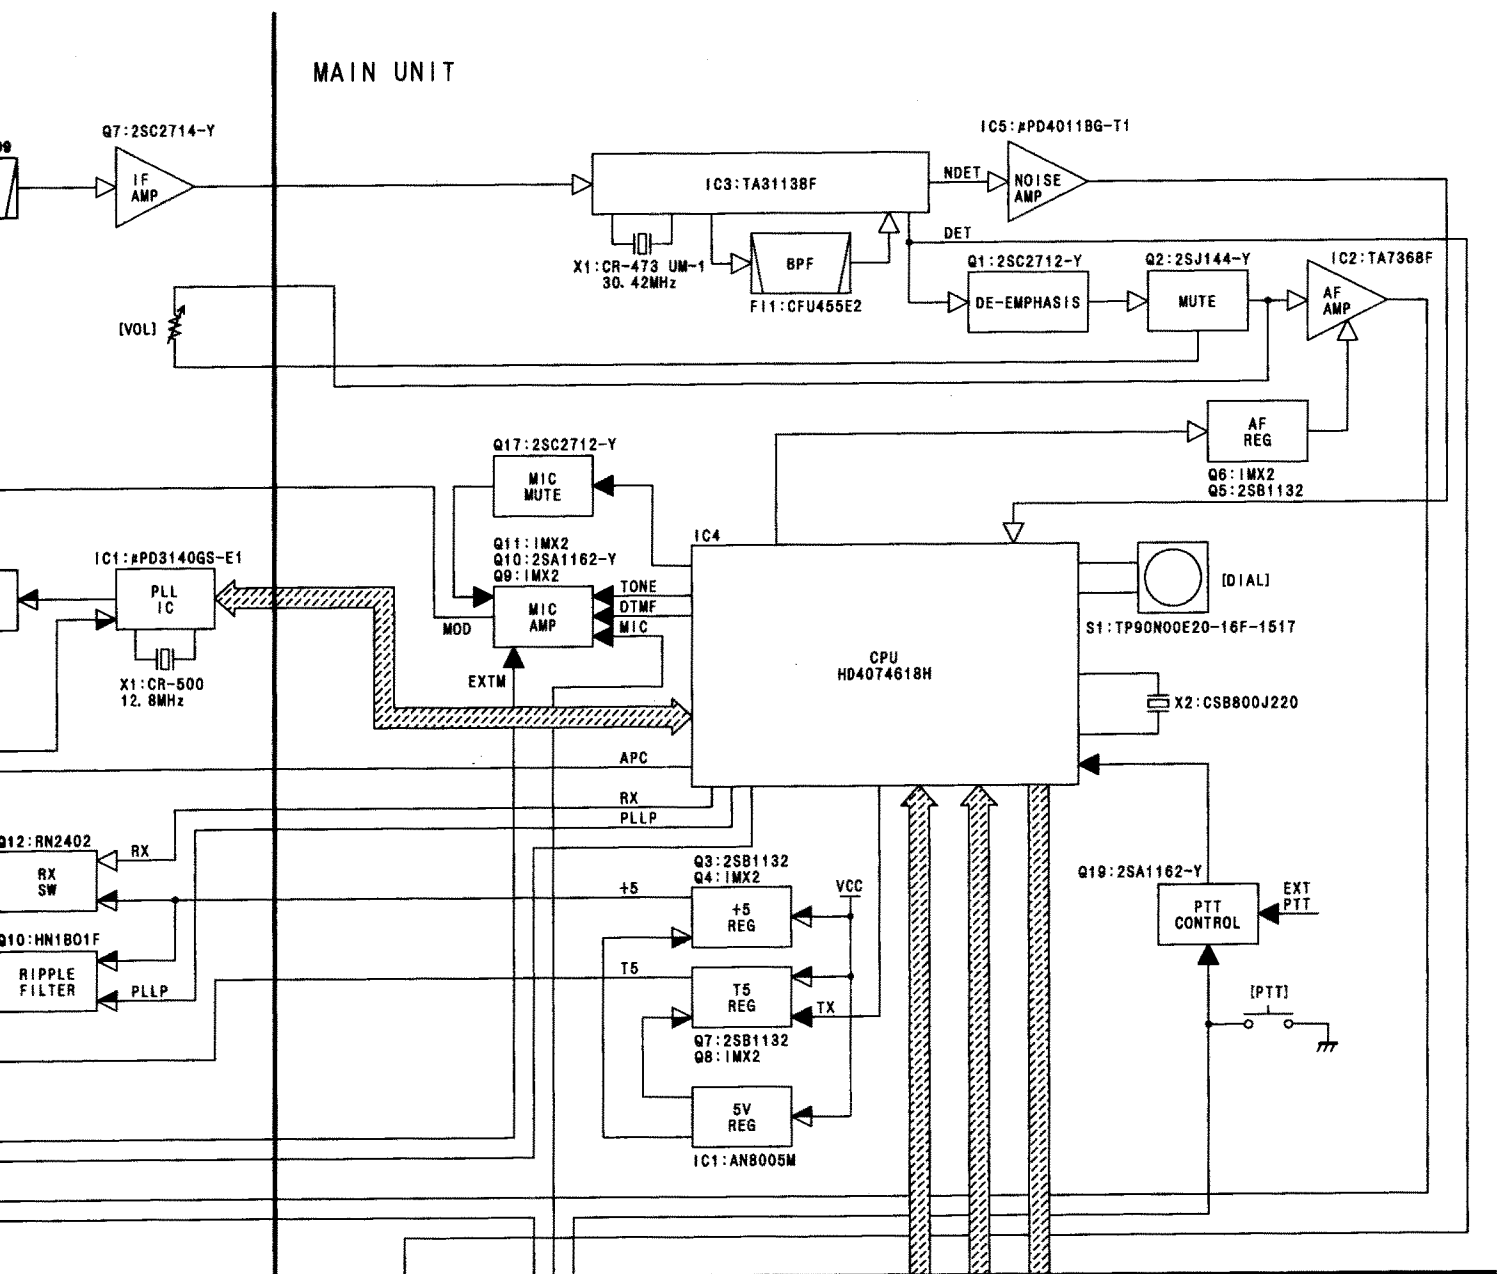 MAIN UNIT
Q7:2SC2714-Y
IF
AMP
IC5:μPD4011BG-T1
NDET
NOISE
AMP
IC3:TA31138F
DET
X1:CR-473 UM-1
30.42MHz
BPF
FI1:CFU455E2
Q1:2SC2712-Y
DE-EMPHASIS
Q2:2SJ144-Y
MUTE
IC2:TA7368F
AF
AMP
[VOL]
AF
REG
Q6:IMX2
Q5:2SB1132
Q17:2SC2712-Y
MIC
MUTE
Q11:IMX2
Q10:2SA1162-Y
Q9:IMX2
MIC
AMP
MOD
EXTM
TONE
DTMF
MIC
IC4
CPU
HD4074618H
[DIAL]
S1:TP90N00E20-16F-1517
X2:CSB800J220
IC1:μPD3140GS-E1
PLL
IC
X1:CR-500
12.8MHz
APC
RX
PLLP
Q12:RN2402
RX
SW
RX
Q10:HN1B01F
RIPPLE
FILTER
PLLP
+5
T5
Q3:2SB1132
Q4:IMX2
+5
REG
VCC
T5
REG
TX
Q7:2SB1132
Q8:IMX2
5V
REG
IC1:AN8005M
Q19:2SA1162-Y
PTT
CONTROL
EXT
PTT
[PTT]